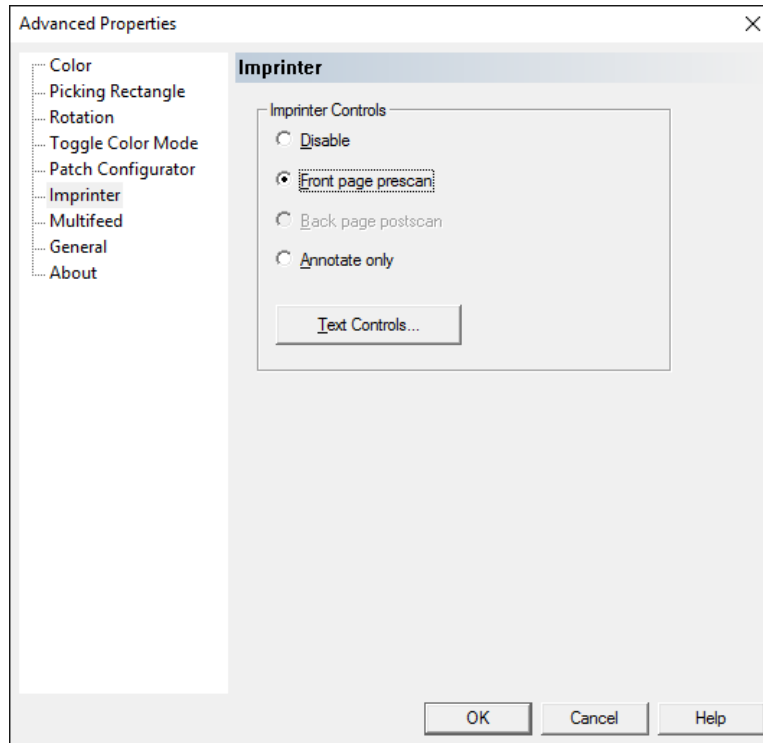 Advanced Properties
Color
Picking Rectangle
Rotation
Toggle Color Mode
Patch Configurator
Imprinter
Multifeed
General
About
Imprinter
Imprinter Controls
Disable
Front page prescan
Back page postscan
Annotate only
Text Controls...
OK
Cancel
Help